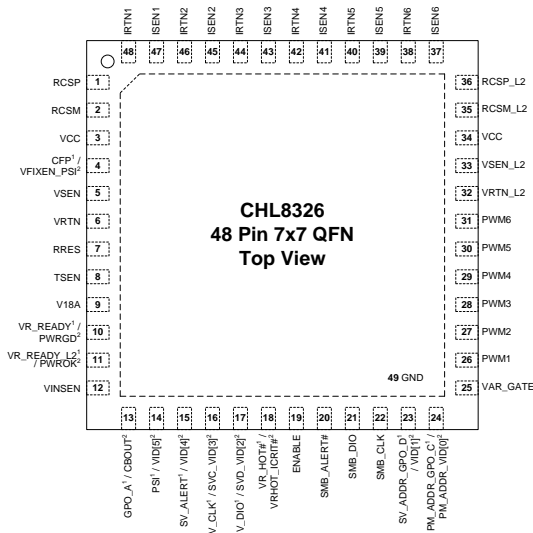 IRTN1
ISEN1
IRTN2
ISEN2
IRTN3
ISEN3
IRTN4
ISEN4
IRTN5
ISEN5
IRTN6
ISEN6
48 47 46 45 44 43 42 41 40 39 38 37
RCSP 1
RCSM 2
VCC 3
CFP¹ / VFIXEN_PSI² 4
VSEN 5
VRTN 6
RRES 7
TSEN 8
V18A 9
VR_READY¹ / PWRGD² 10
VR_READY_L2¹ / PWROK² 11
VINSEN 12
CHL8326
48 Pin 7x7 QFN
Top View
49 GND
36 RCSP_L2
35 RCSM_L2
34 VCC
33 VSEN_L2
32 VRTN_L2
31 PWM6
30 PWM5
29 PWM4
28 PWM3
27 PWM2
26 PWM1
25 VAR_GATE
13 14 15 16 17 18 19 20 21 22 23 24
GPO_A¹ / CBOUT²
PSI¹ / VID[5]²
SV_ALERT¹ / VID[4]²
V_CLK¹ / SVC_VID[3]²
V_DIO¹ / SVD_VID[2]²
VR_HOT#¹ / VRHOT_ICRIT#²
ENABLE
SMB_ALERT#
SMB_DIO
SMB_CLK
SV_ADDR_GPO_D¹ / VID[1]²
PM_ADDR_GPO_C¹ / PM_ADDR_VID[0]²